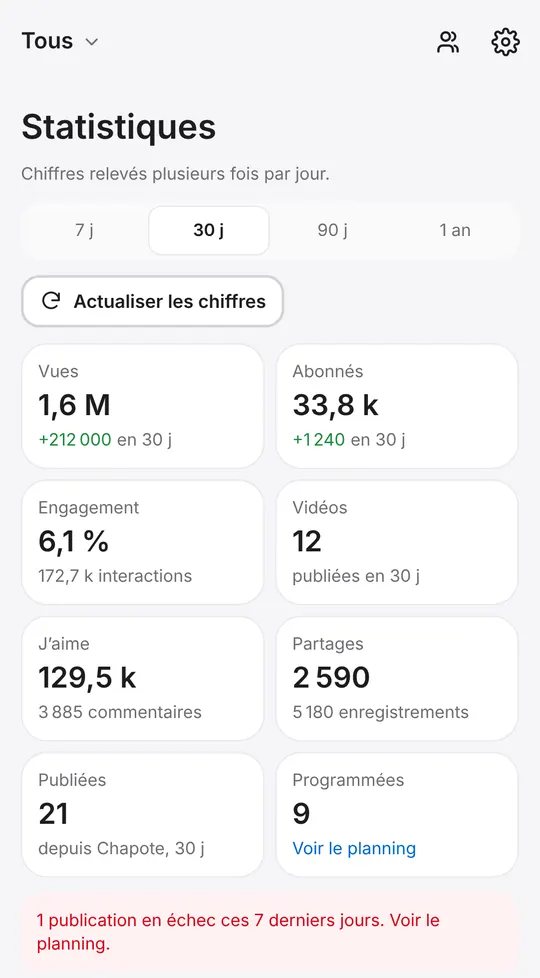 Tous
Statistiques
Chiffres relevés plusieurs fois par jour.
7 j
30 j
90 j
1 an
Actualiser les chiffres
Vues
1,6 M
+212 000 en 30 j
Abonnés
33,8 k
+1 240 en 30 j
Engagement
6,1 %
172,7 k interactions
Vidéos
12
publiées en 30 j
J’aime
129,5 k
3 885 commentaires
Partages
2 590
5 180 enregistrements
Publiées
21
depuis Chapote, 30 j
Programmées
9
Voir le planning
1 publication en échec ces 7 derniers jours. Voir le
planning.